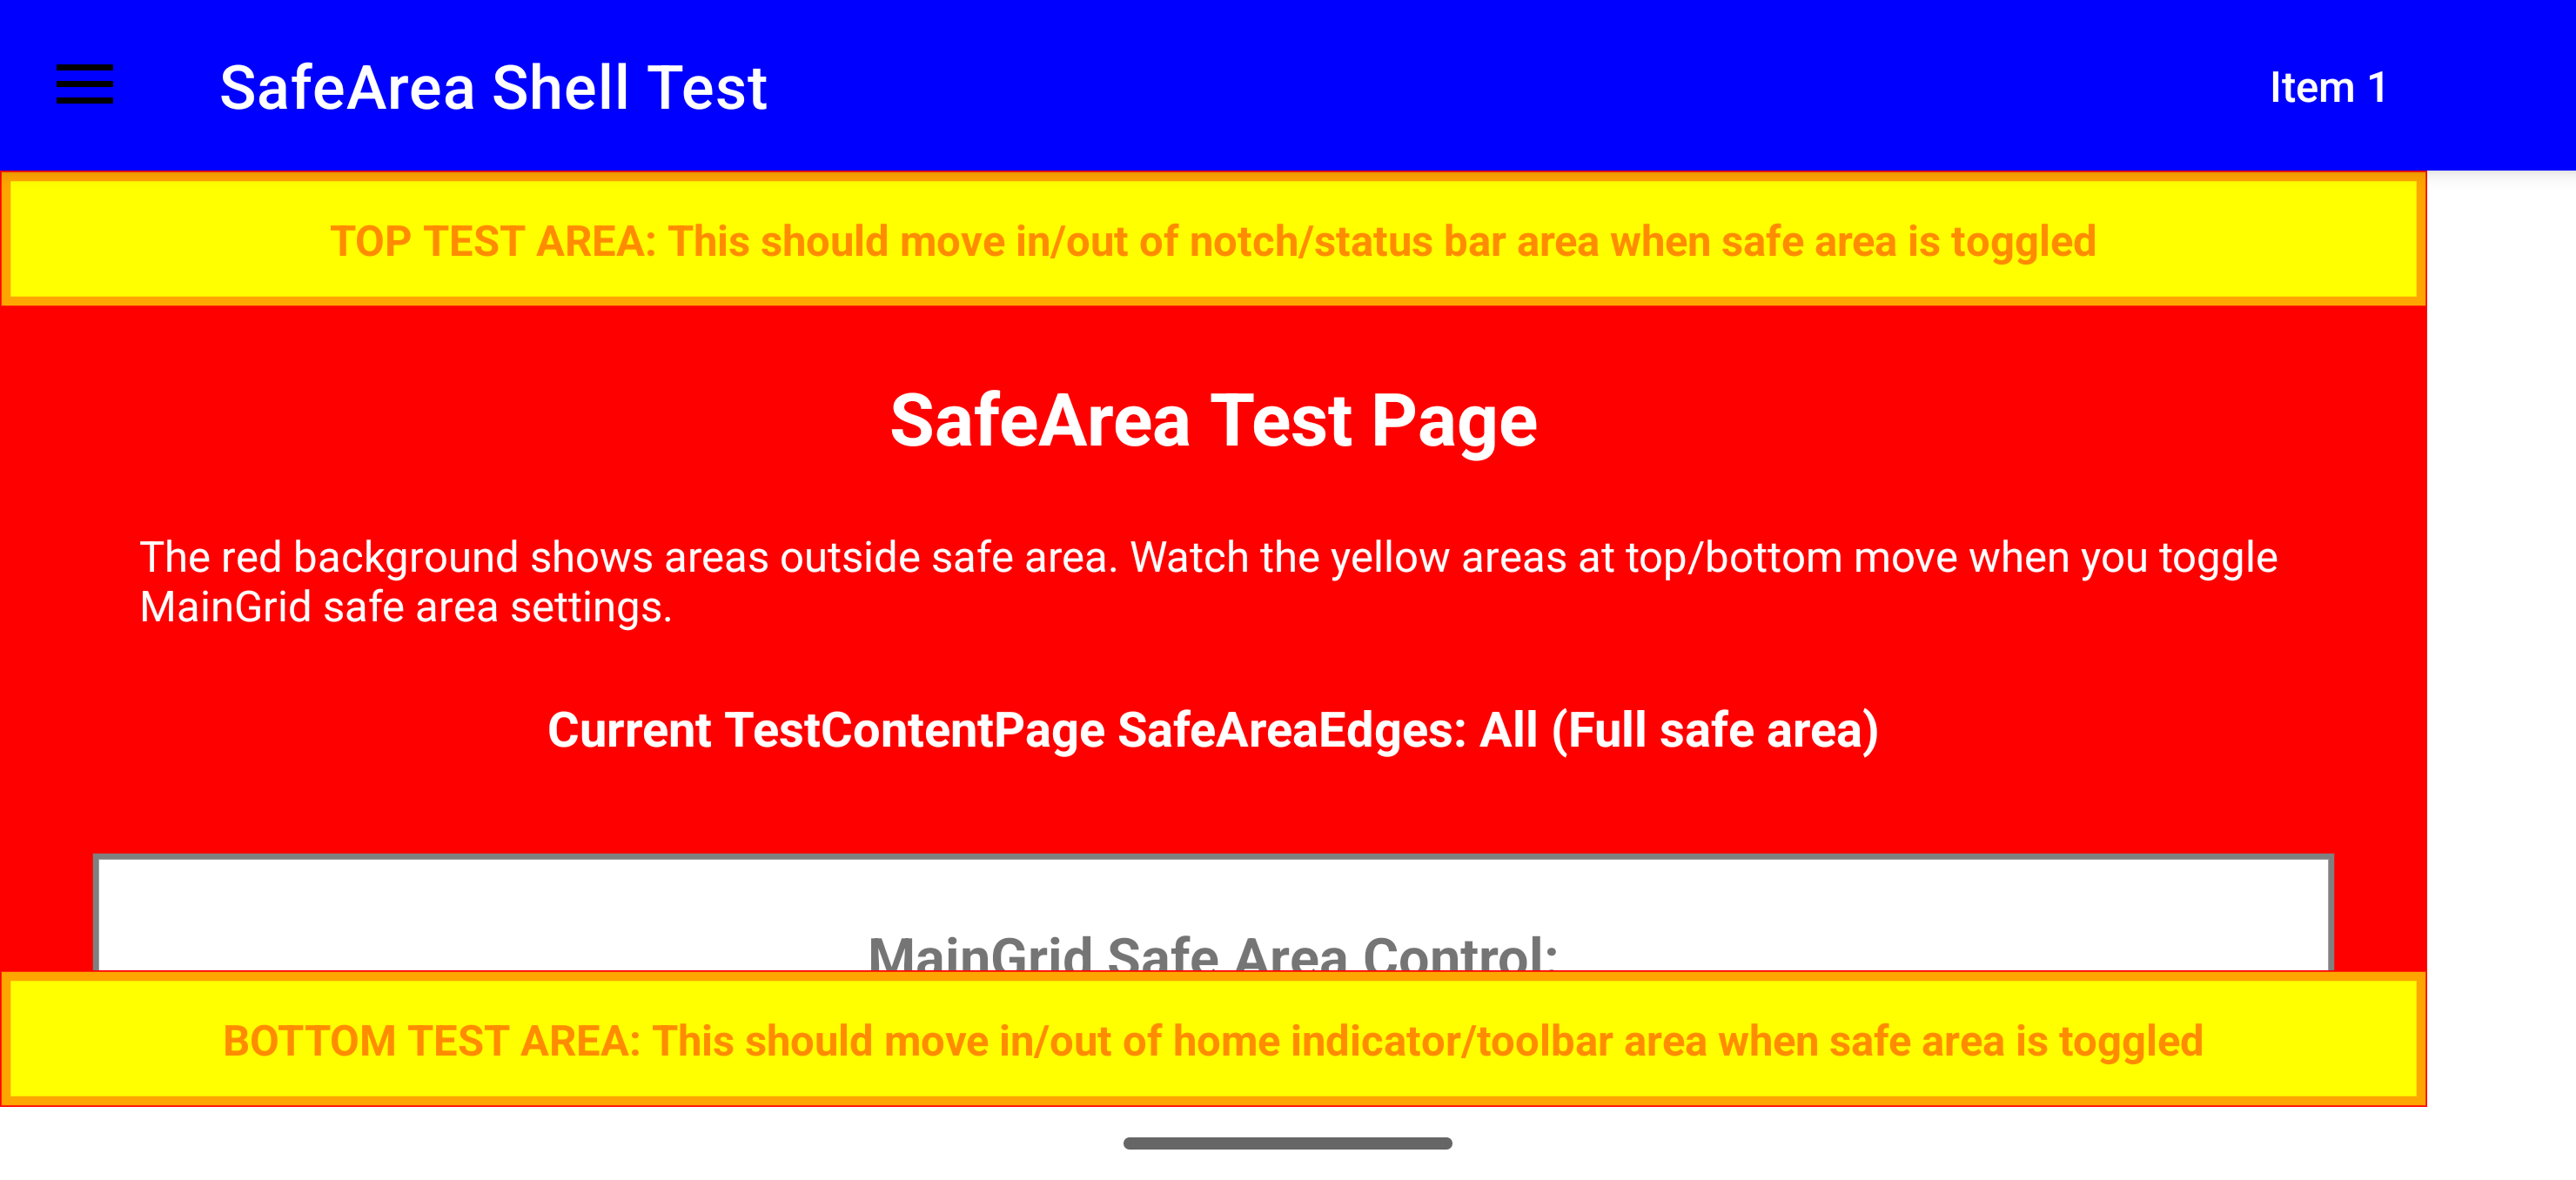 SafeArea Shell Test
Item 1
TOP TEST AREA: This should move in/out of notch/status bar area when safe area is toggled
SafeArea Test Page
The red background shows areas outside safe area. Watch the yellow areas at top/bottom move when you toggle
MainGrid safe area settings.
Current TestContentPage SafeAreaEdges: All (Full safe area)
MainGrid Safe Area Control:
BOTTOM TEST AREA: This should move in/out of home indicator/toolbar area when safe area is toggled